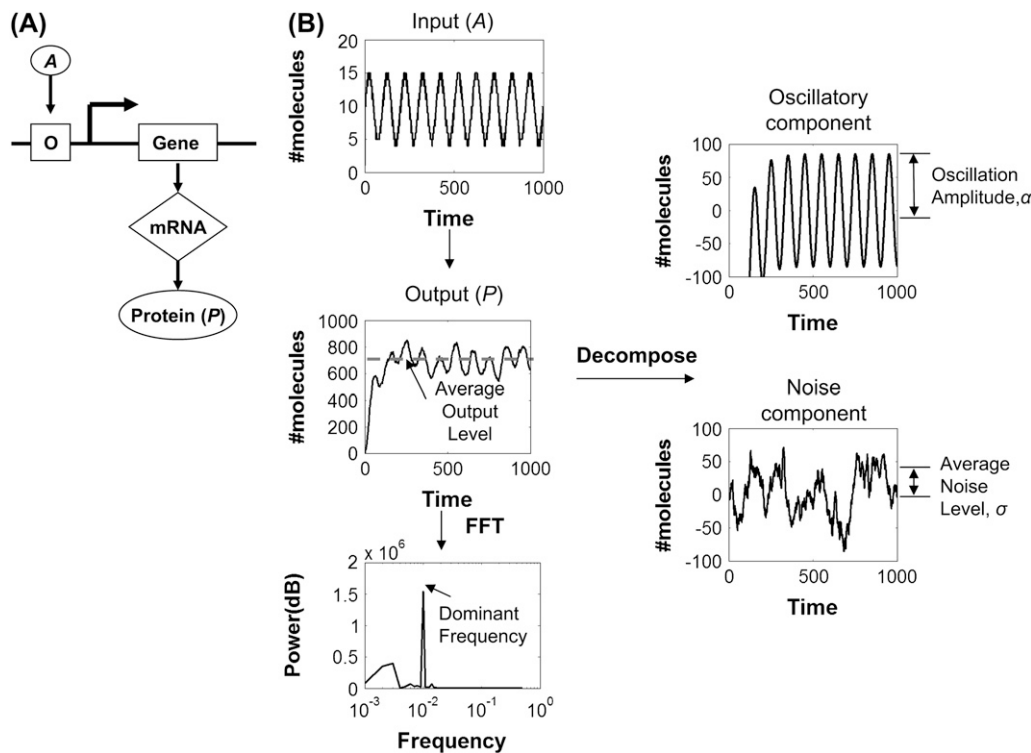 (A)
A
O
Gene
mRNA
Protein (P)
(B)
Input (A)
#molecules
20
15
10
5
0
0
500
1000
Time
Output (P)
#molecules
1000
800
600
400
200
0
Average
Output
Level
0
500
1000
Time
FFT
x 10^6
Power(dB)
2
1.5
1
0.5
0
Dominant
Frequency
10^-3
10^-2
10^-1
10^0
Frequency
Decompose
Oscillatory
component
#molecules
100
50
0
-50
-100
0
500
1000
Time
Oscillation
Amplitude,α
Noise
component
#molecules
100
50
0
-50
-100
0
500
1000
Time
Average
Noise
Level, σ